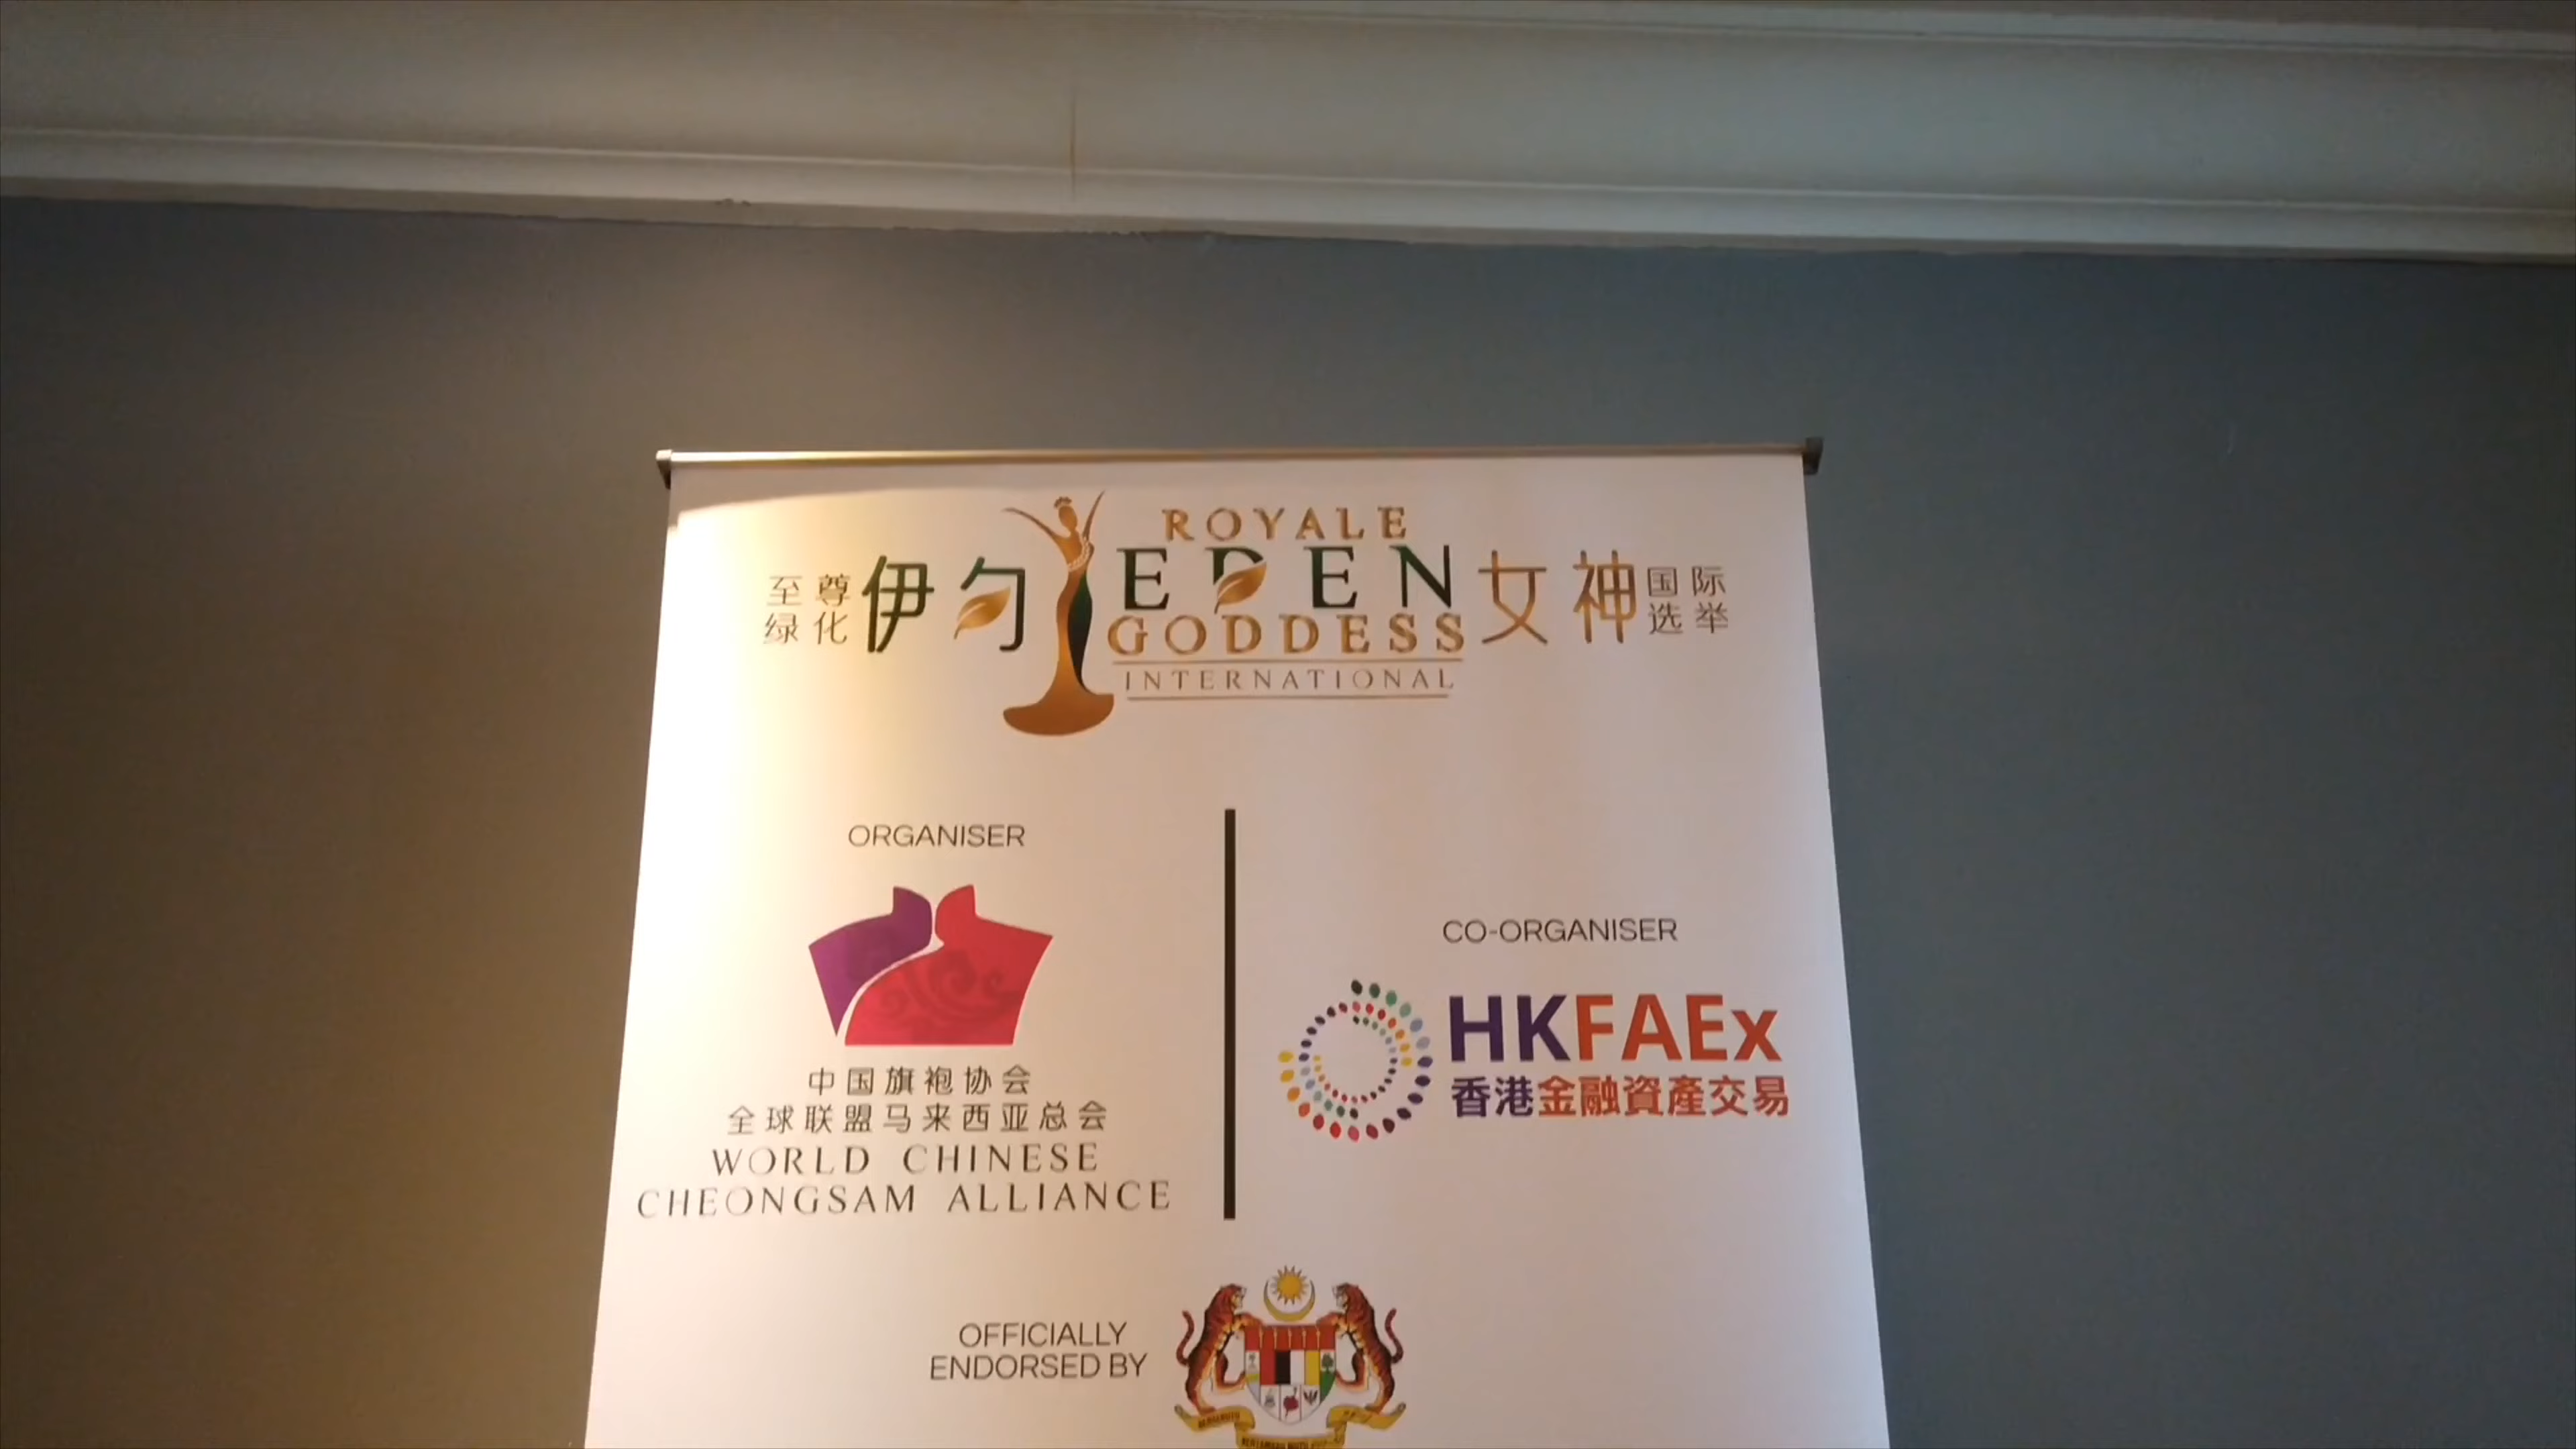 ROYALE
至尊 绿化 伊甸 EDEN 女神 国际 选举
GODDESS
INTERNATIONAL
ORGANISER
中国旗袍协会
全球联盟马来西亚总会
WORLD CHINESE
CHEONGSAM ALLIANCE
CO-ORGANISER
HKFAEx
香港金融資產交易
OFFICIALLY
ENDORSED BY